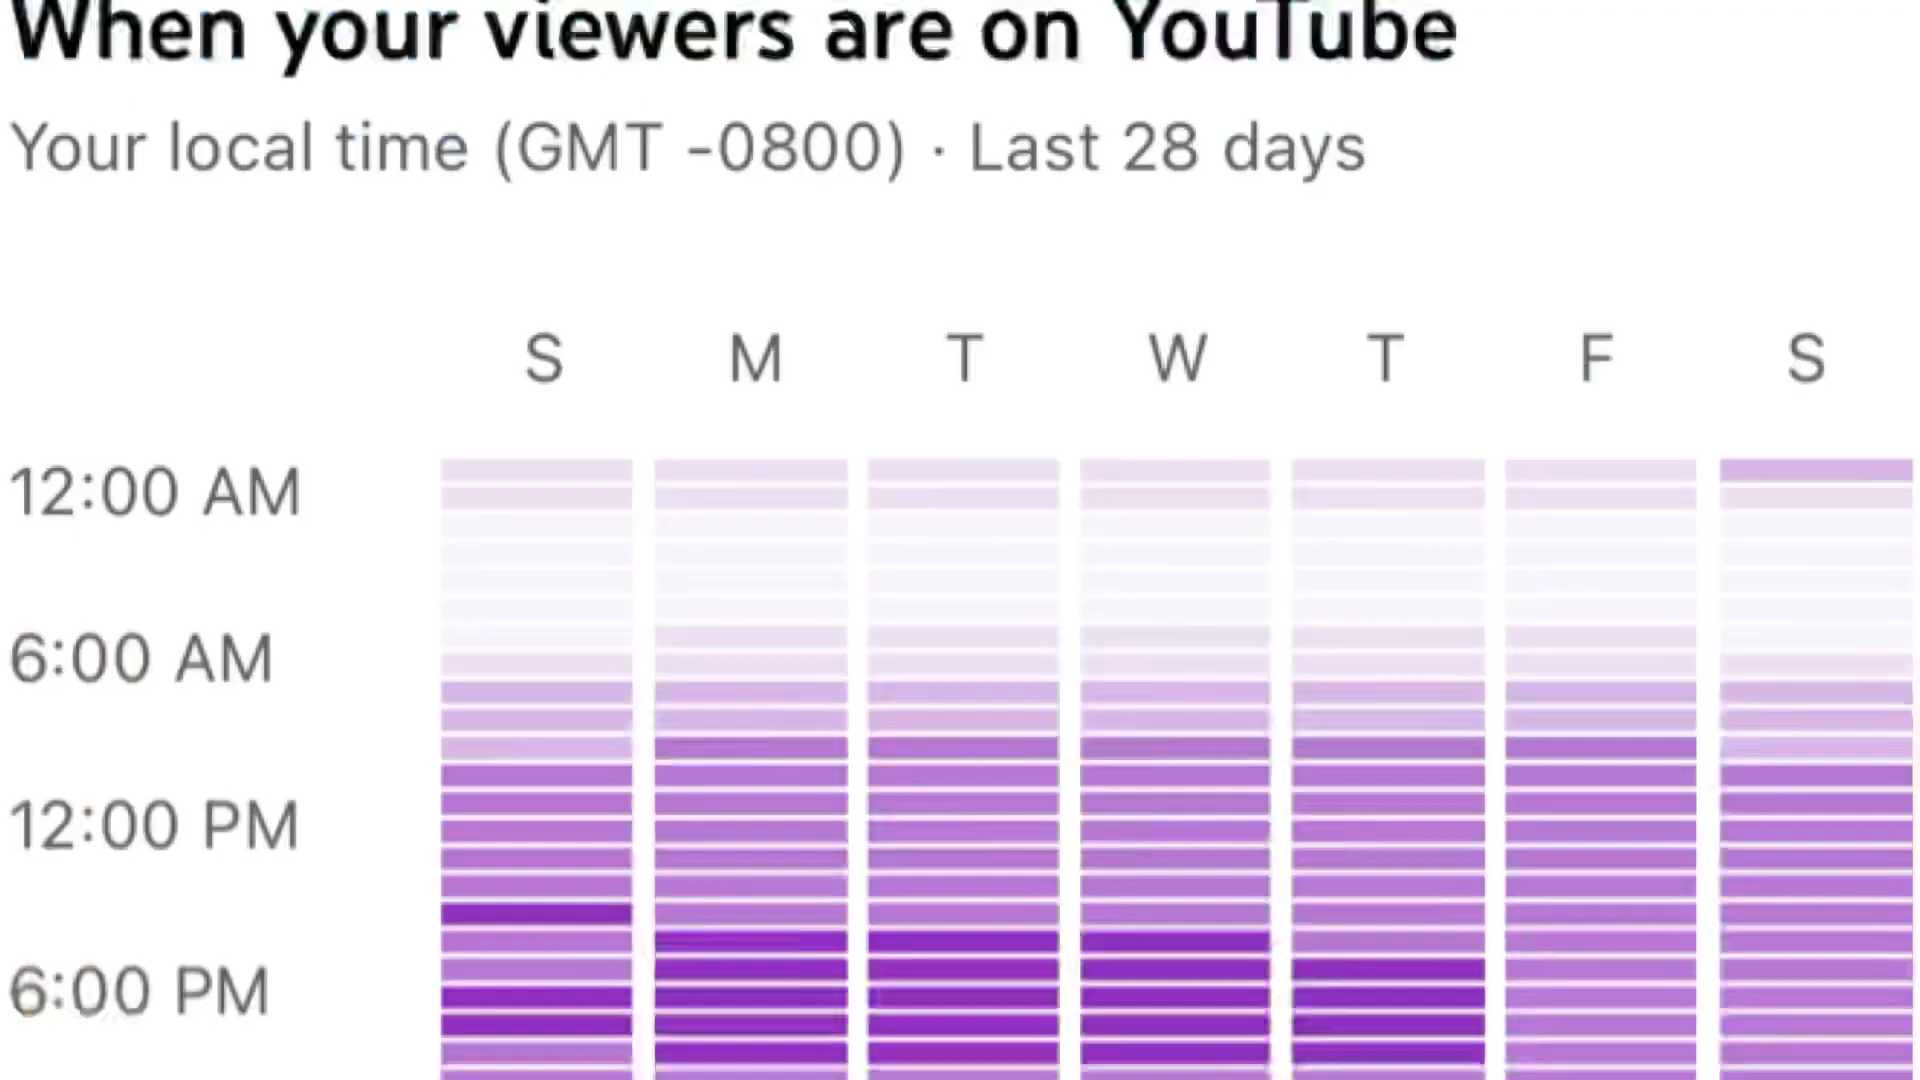 When your viewers are on YouTube
Your local time (GMT -0800) · Last 28 days
S M T W T F S
12:00 AM
6:00 AM
12:00 PM
6:00 PM